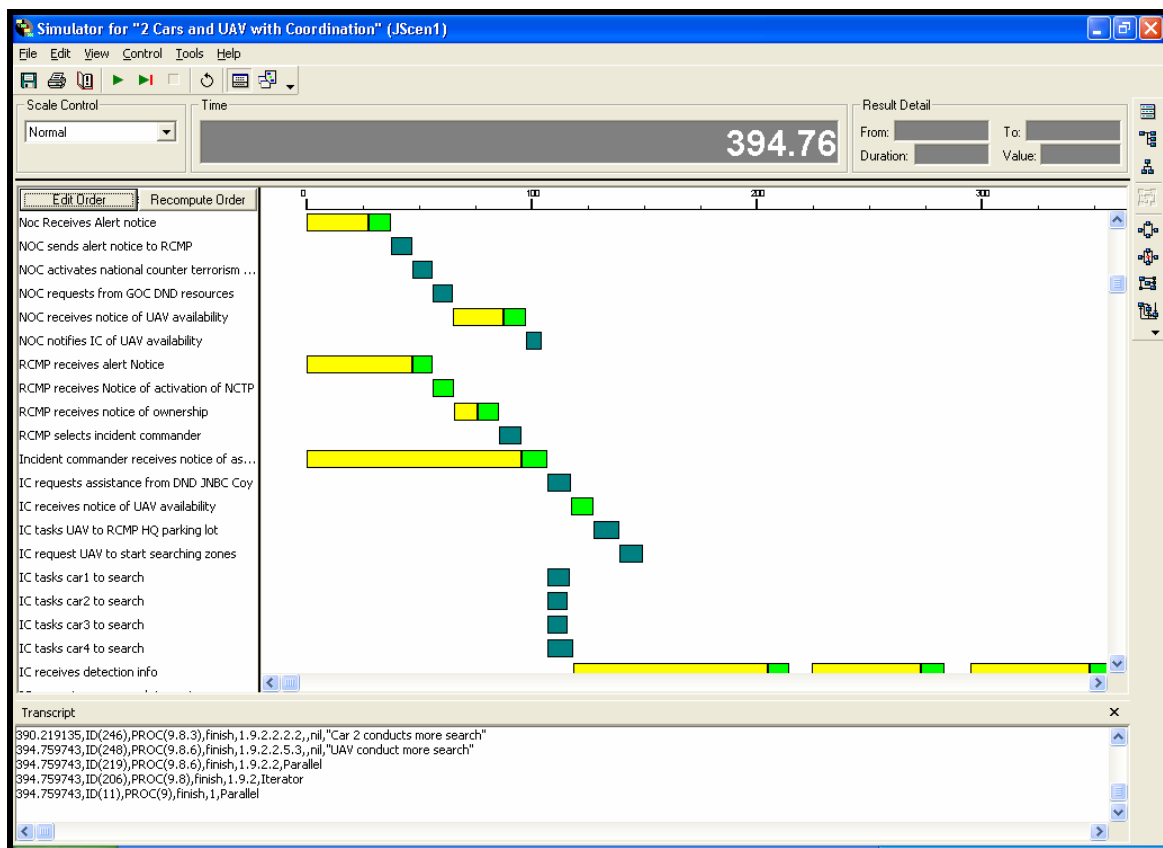 Simulator for "2 Cars and UAV with Coordination" (JScen1)
File Edit View Control Tools Help
Scale Control
Normal
Time
394.76
Result Detail
From:
To:
Duration:
Value:
Edit Order
Recompute Order
0 100 200 300
Noc Receives Alert notice
NOC sends alert notice to RCMP
NOC activates national counter terrorism ...
NOC requests from GOC DND resources
NOC receives notice of UAV availability
NOC notifies IC of UAV availability
RCMP receives alert Notice
RCMP receives Notice of activation of NCTP
RCMP receives notice of ownership
RCMP selects incident commander
Incident commander receives notice of as...
IC requests assistance from DND JNBC Coy
IC receives notice of UAV availability
IC tasks UAV to RCMP HQ parking lot
IC request UAV to start searching zones
IC tasks car1 to search
IC tasks car2 to search
IC tasks car3 to search
IC tasks car4 to search
IC receives detection info
Transcript
390.219135,ID(246),PROC(9.8.3),finish,1.9.2.2.2.2,,nil,"Car 2 conducts more search"
394.759743,ID(248),PROC(9.8.6),finish,1.9.2.2.5.3,,nil,"UAV conduct more search"
394.759743,ID(219),PROC(9.8.6),finish,1.9.2.2,Parallel
394.759743,ID(206),PROC(9.8),finish,1.9.2,Iterator
394.759743,ID(11),PROC(9),finish,1,Parallel